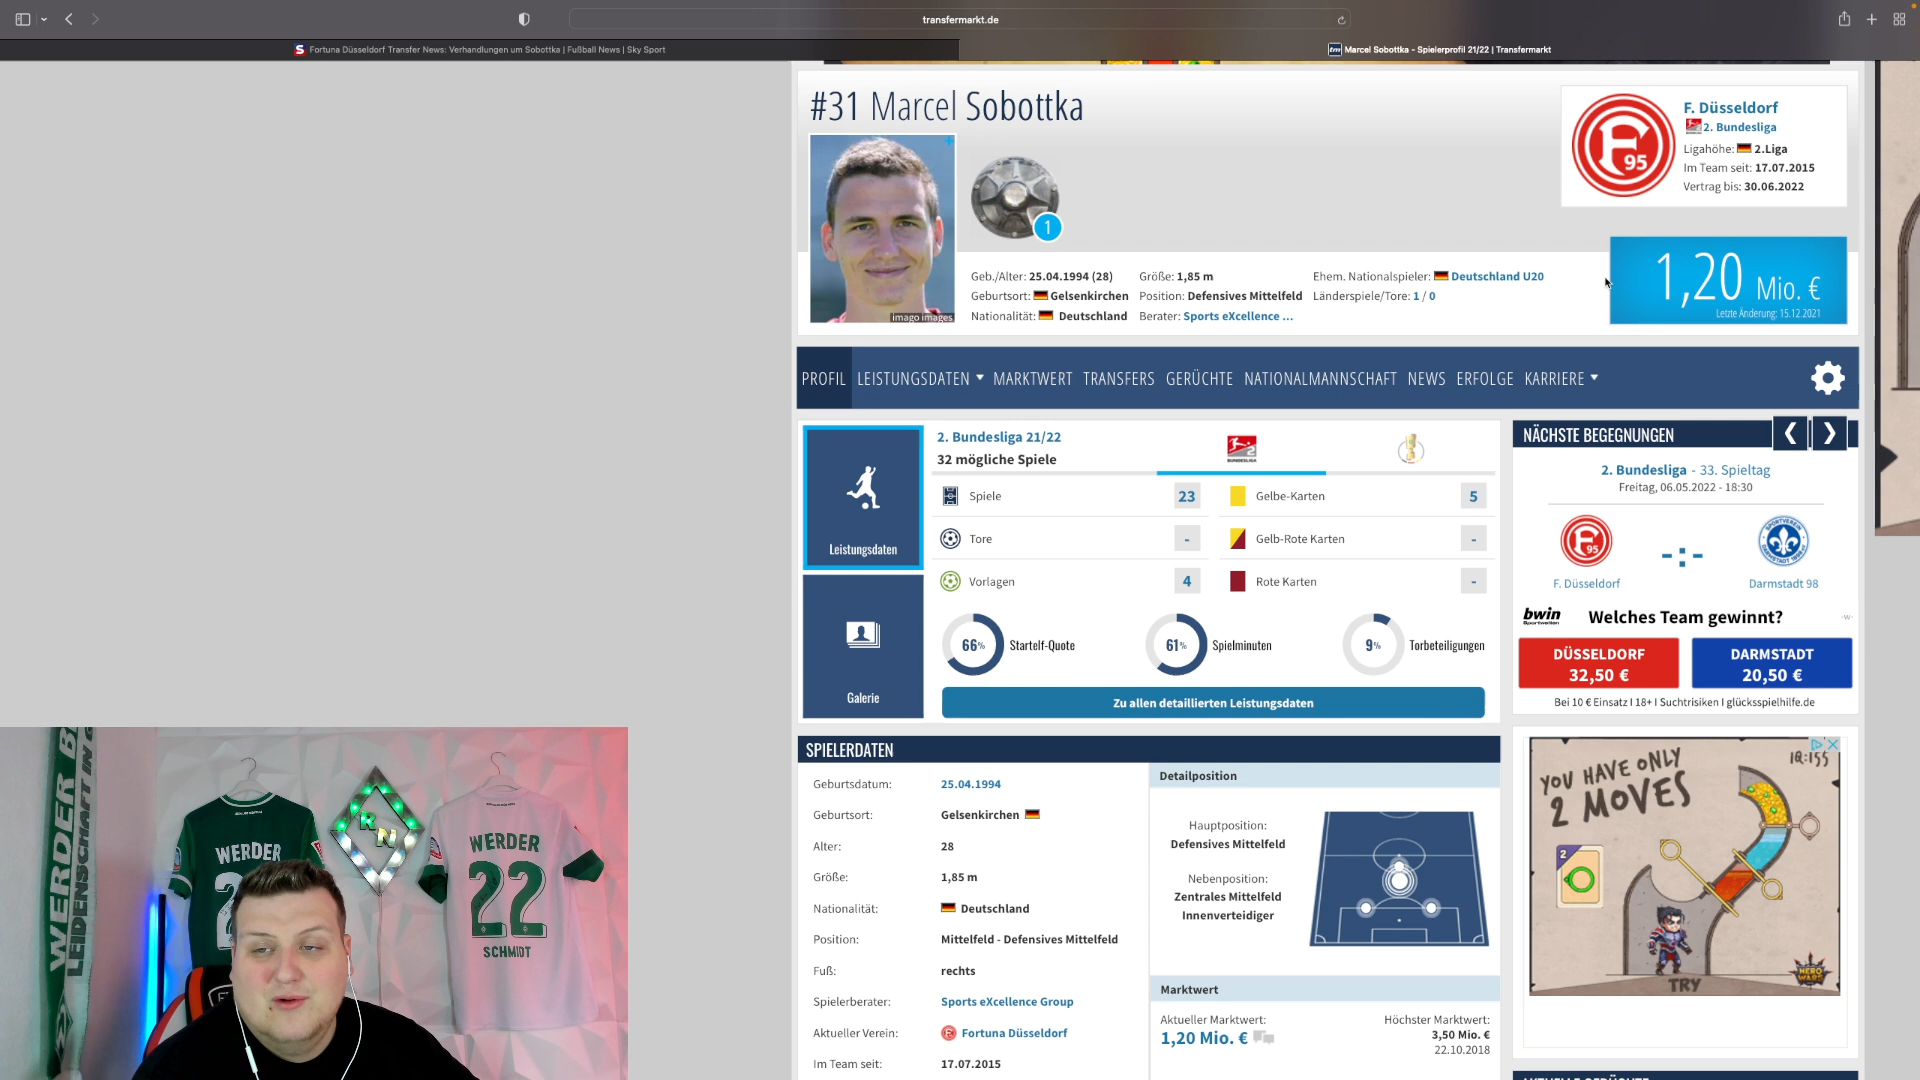 transfermarkt.de
Fortuna Düsseldorf Transfer News: Verhandlungen um Sobottka | Fußball News | Sky Sport
Marcel Sobottka - Spielerprofil 21/22 | Transfermarkt
#31 Marcel Sobottka
imago images
1
Geb./Alter: 25.04.1994 (28)
Geburtsort: Gelsenkirchen
Nationalität: Deutschland
Größe: 1,85 m
Position: Defensives Mittelfeld
Berater: Sports eXcellence ...
Ehem. Nationalspieler: Deutschland U20
Länderspiele/Tore: 1 / 0
F95
F. Düsseldorf
2. Bundesliga
Ligahöhe: 2.Liga
Im Team seit: 17.07.2015
Vertrag bis: 30.06.2022
1,20 Mio. €
Letzte Änderung: 15.12.2021
PROFIL LEISTUNGSDATEN MARKTWERT TRANSFERS GERÜCHTE NATIONALMANNSCHAFT NEWS ERFOLGE KARRIERE
Leistungsdaten
Galerie
2. Bundesliga 21/22
32 mögliche Spiele
Spiele 23
Gelbe-Karten 5
Tore -
Gelb-Rote Karten -
Vorlagen 4
Rote Karten -
66% Startelf-Quote
61% Spielminuten
9% Torbeteiligungen
Zu allen detaillierten Leistungsdaten
NÄCHSTE BEGEGNUNGEN
2. Bundesliga - 33. Spieltag
Freitag, 06.05.2022 - 18:30
F95
-:-
F. Düsseldorf
Darmstadt 98
bwin
Welches Team gewinnt?
DÜSSELDORF
32,50 €
DARMSTADT
20,50 €
Bei 10 € Einsatz I 18+ I Suchtrisiken I glücksspielhilfe.de
SPIELERDATEN
Geburtsdatum: 25.04.1994
Geburtsort: Gelsenkirchen
Alter: 28
Größe: 1,85 m
Nationalität: Deutschland
Position: Mittelfeld - Defensives Mittelfeld
Fuß: rechts
Spielerberater: Sports eXcellence Group
Aktueller Verein: Fortuna Düsseldorf
Im Team seit: 17.07.2015
Detailposition
Hauptposition:
Defensives Mittelfeld
Nebenposition:
Zentrales Mittelfeld
Innenverteidiger
Marktwert
Aktueller Marktwert:
1,20 Mio. €
Höchster Marktwert:
3,50 Mio. €
22.10.2018
YOU HAVE ONLY
2 MOVES
IQ:155
2
TRY
HERO
WARS
WERDER B
LEIDENSCHAFT IN G
WERDER
RN
WERDER
22
SCHMIDT